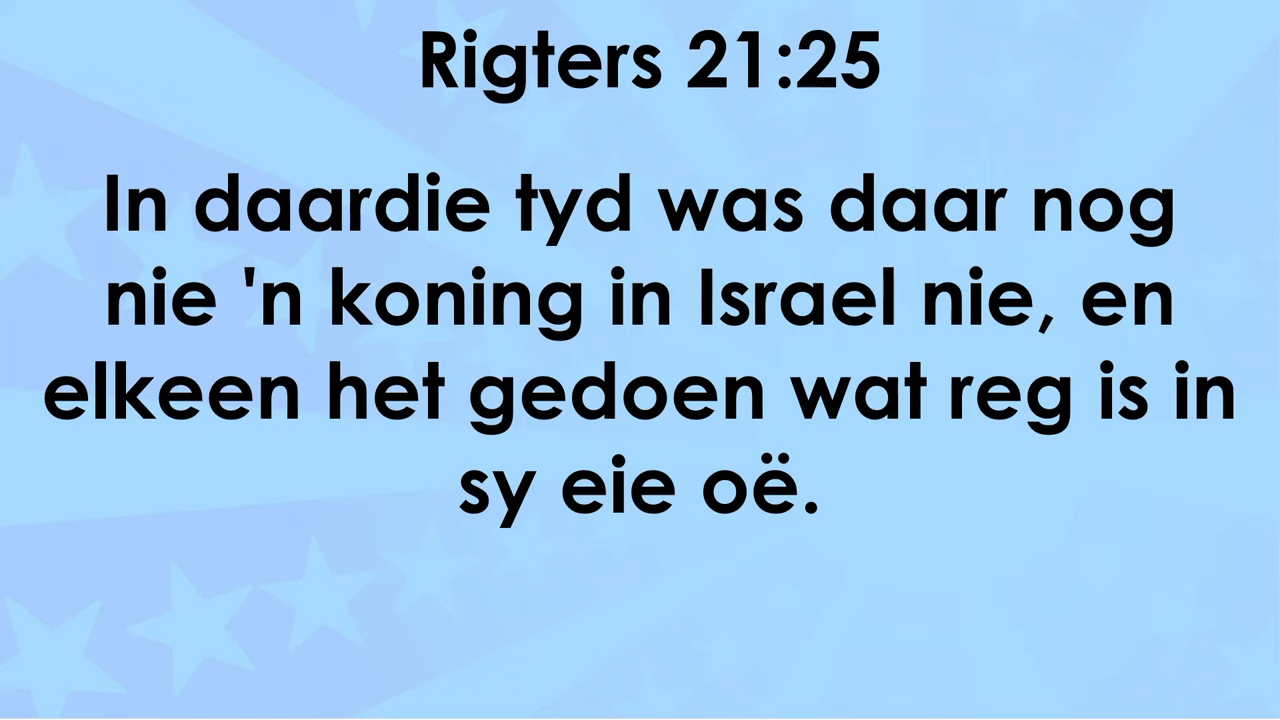 Rigters 21:25
In daardie tyd was daar nog
nie 'n koning in Israel nie, en
elkeen het gedoen wat reg is in
sy eie oë.